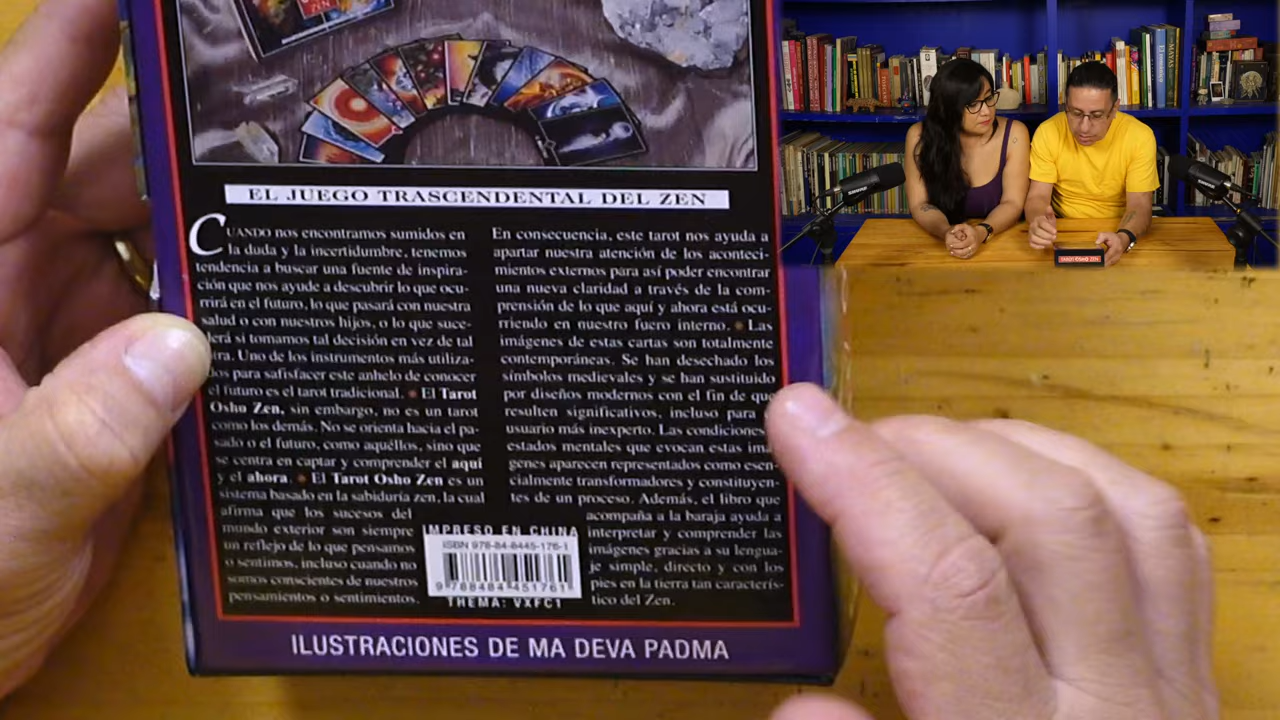 ZEN
EL JUEGO TRASCENDENTAL DEL ZEN
CUANDO nos encontramos sumidos en
la duda y la incertidumbre, tenemos
tendencia a buscar una fuente de inspira-
ción que nos ayude a descubrir lo que ocu-
rrirá en el futuro, lo que pasará con nuestra
salud o con nuestros hijos, o lo que suce-
derá si tomamos tal decisión en vez de tal
otra. Uno de los instrumentos más utiliza-
dos para satisfacer este anhelo de conocer
el futuro es el tarot tradicional. • El Tarot
Osho Zen, sin embargo, no es un tarot
como los demás. No se orienta hacia el pa-
sado o el futuro, como aquéllos, sino que
se centra en captar y comprender el aquí
y el ahora. • El Tarot Osho Zen es un
sistema basado en la sabiduría zen, la cual
afirma que los sucesos del
mundo exterior son siempre
un reflejo de lo que pensamos
o sentimos, incluso cuando no
somos conscientes de nuestros
pensamientos o sentimientos.
En consecuencia, este tarot nos ayuda a
apartar nuestra atención de los aconteci-
mientos externos para así poder encontrar
una nueva claridad a través de la com-
prensión de lo que aquí y ahora está ocu-
rriendo en nuestro fuero interno. • Las
imágenes de estas cartas son totalmente
contemporáneas. Se han desechado los
símbolos medievales y se han sustituido
por diseños modernos con el fin de que
resulten significativos, incluso para
usuario más inexperto. Las condiciones
estados mentales que evocan estas imá
genes aparecen representados como esen-
cialmente transformadores y constituyen-
tes de un proceso. Además, el libro que
acompaña a la baraja ayuda a
interpretar y comprender las
imágenes gracias a su lengua-
je simple, directo y con los
pies en la tierra tan caracterís-
tico del Zen.
IMPRESO EN CHINA
ISBN 978-84-8445-176-1
9 788484 451761
THEMA: VXFC1
ILUSTRACIONES DE MA DEVA PADMA
TAROT OSHO ZEN
MAYAS